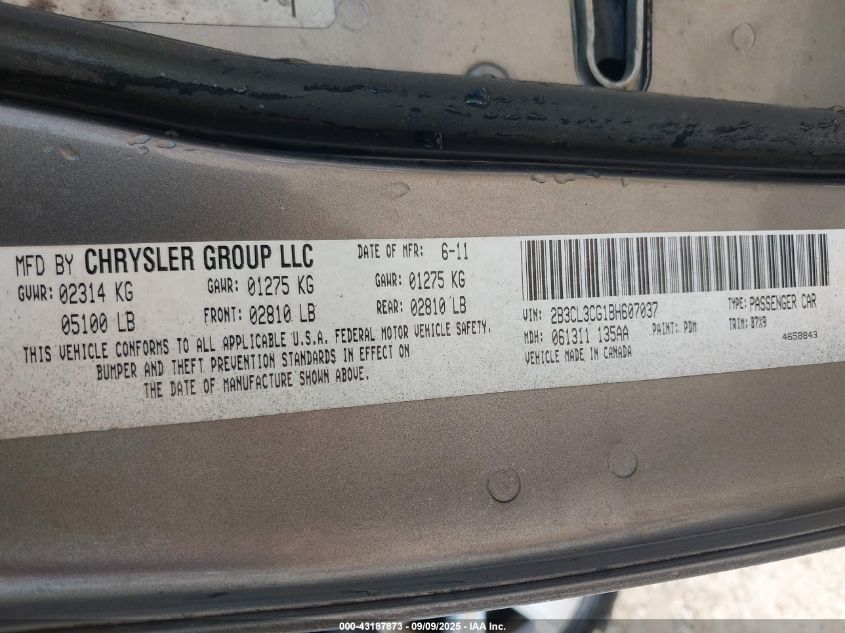 MFD BY CHRYSLER GROUP LLC DATE OF MFR: 6-11
GVWR: 02314 KG GAWR: 01275 KG GAWR: 01275 KG
05100 LB FRONT: 02810 LB REAR: 02810 LB
THIS VEHICLE CONFORMS TO ALL APPLICABLE U.S.A. FEDERAL MOTOR VEHICLE SAFETY,
BUMPER AND THEFT PREVENTION STANDARDS IN EFFECT ON
THE DATE OF MANUFACTURE SHOWN ABOVE.
VIN: 2B3CL3CG1BH607037 TYPE: PASSENGER CAR
MDH: 061311 135AA PAINT: PDM TRIM: B7X9
VEHICLE MADE IN CANADA 4658843
000-43187873 - 09/09/2025 - IAA, Inc.